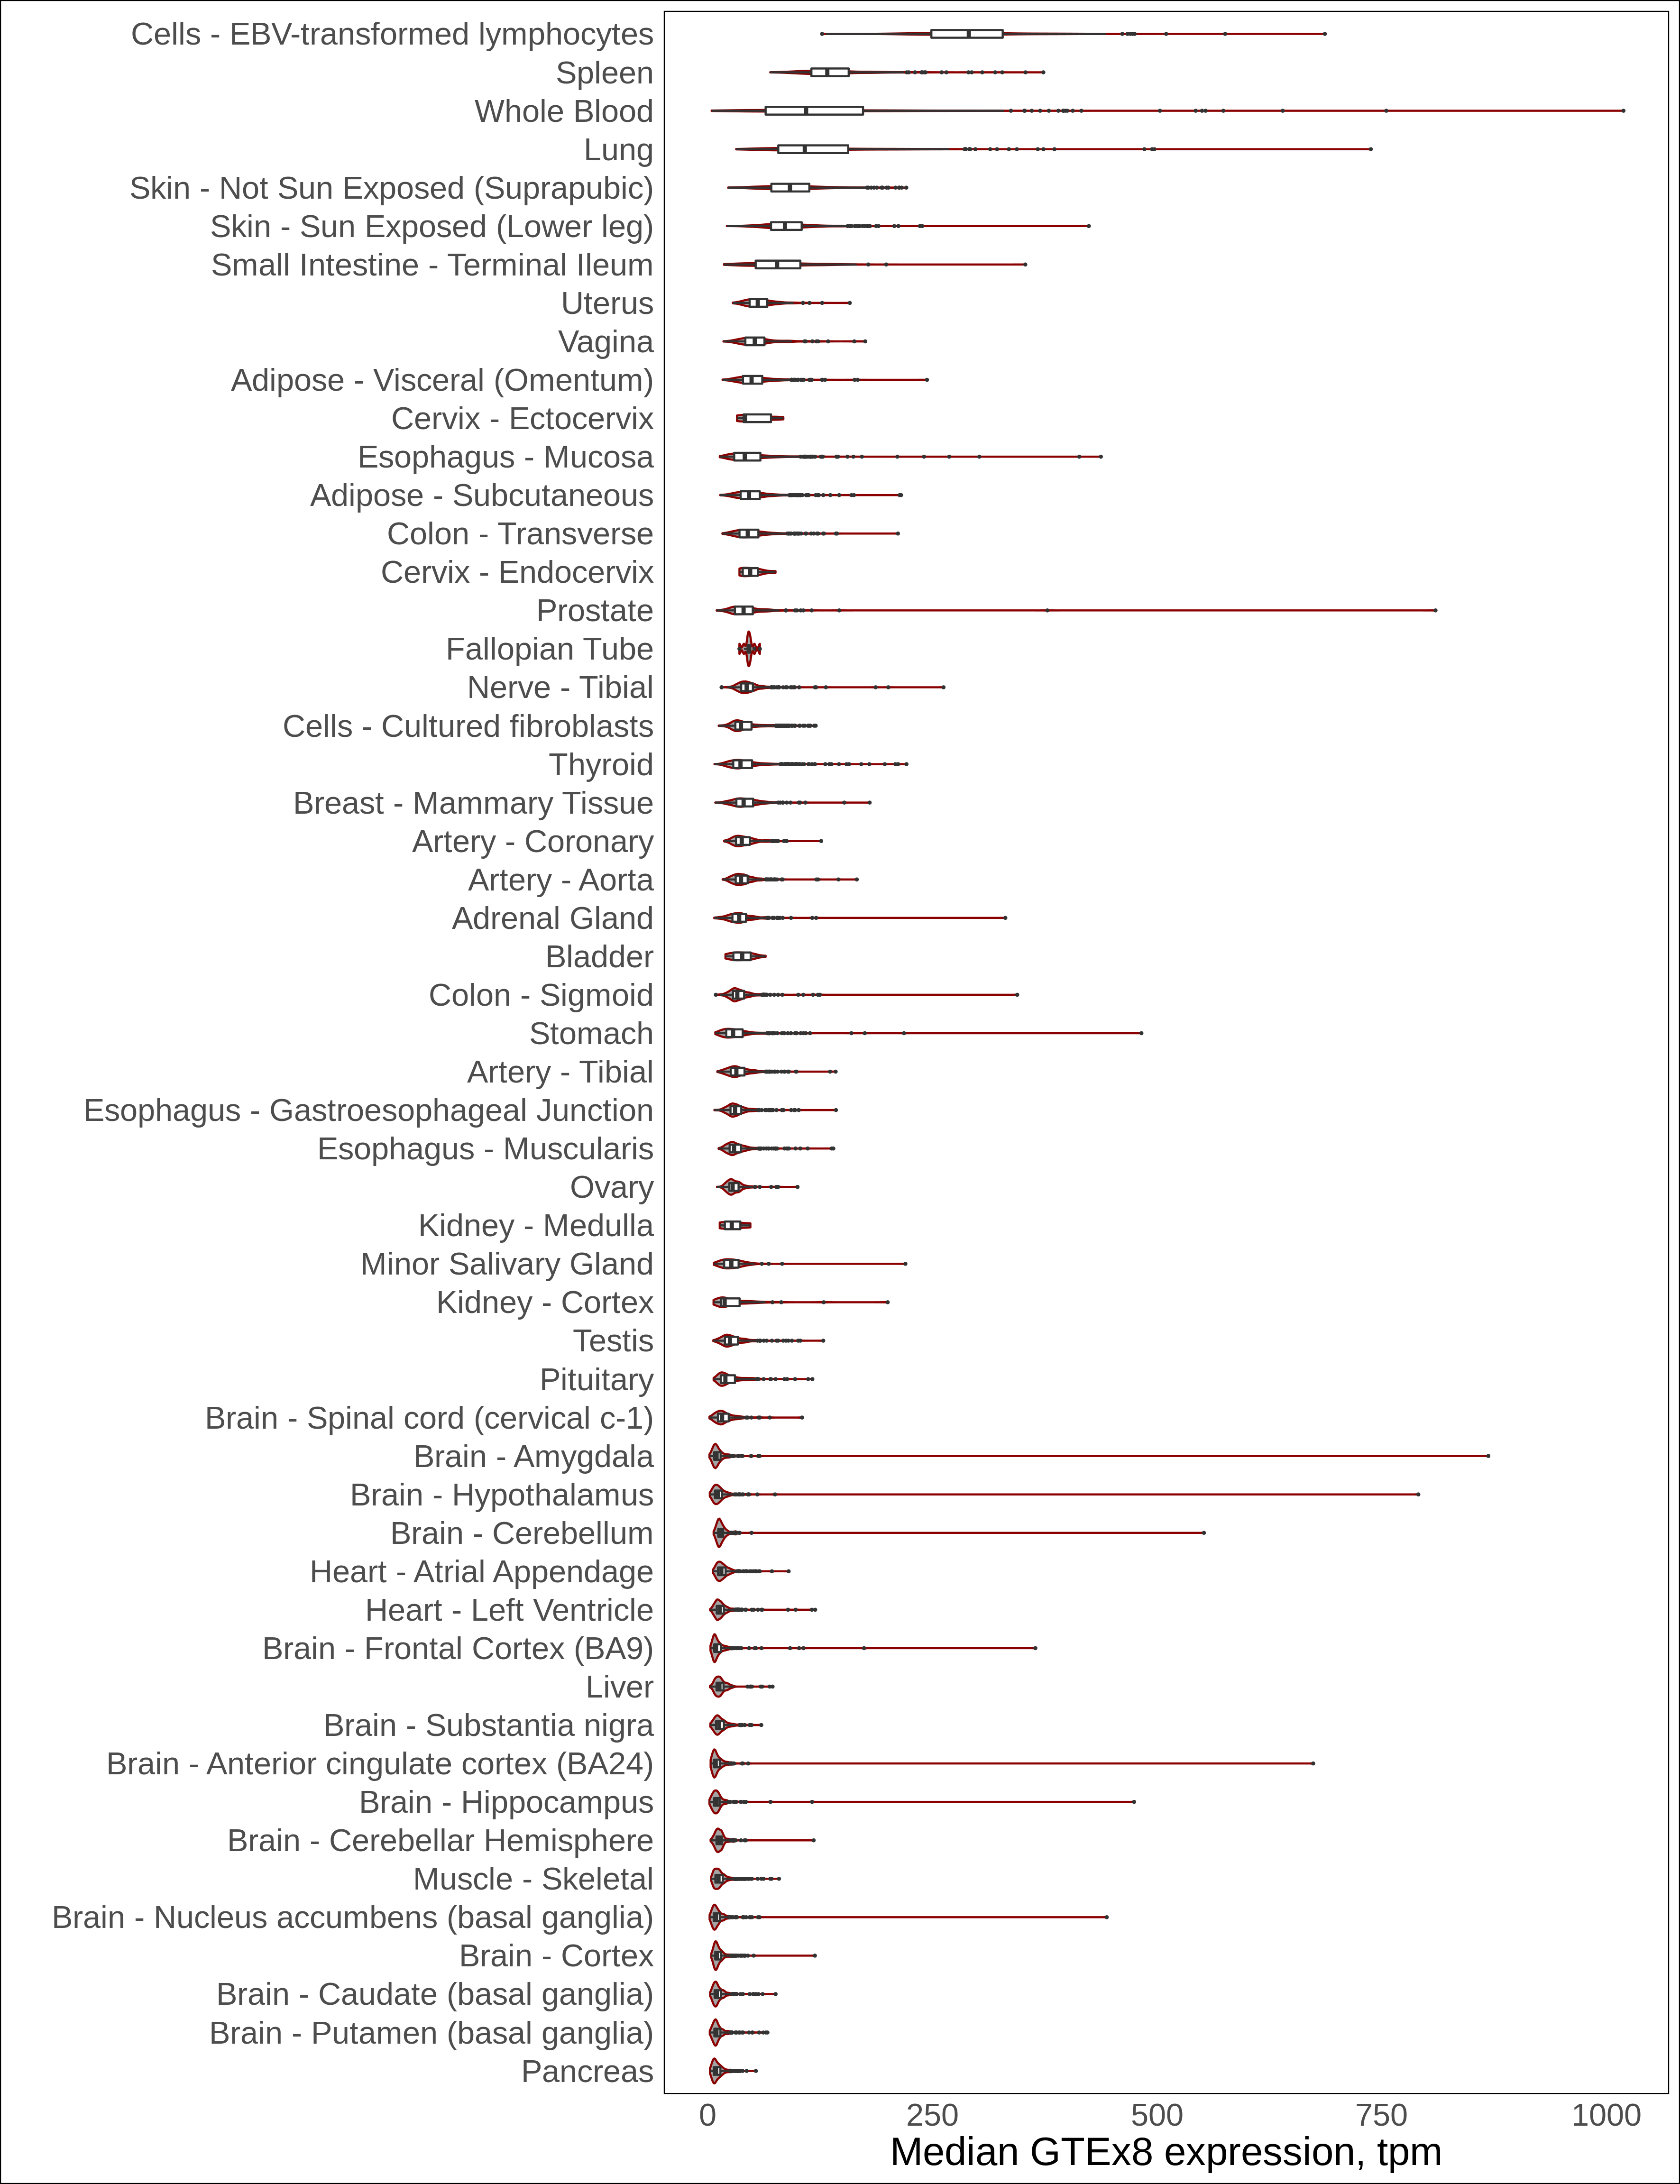 Cells - EBV-transformed lymphocytes
Spleen
Whole Blood
Lung
Skin - Not Sun Exposed (Suprapubic)
Skin - Sun Exposed (Lower leg)
Small Intestine - Terminal Ileum
Uterus
Vagina
Adipose - Visceral (Omentum)
Cervix - Ectocervix
Esophagus - Mucosa
Adipose - Subcutaneous
Colon - Transverse
Cervix - Endocervix
Prostate
Fallopian Tube
Nerve - Tibial
Cells - Cultured fibroblasts
Thyroid
Breast - Mammary Tissue
Artery - Coronary
Artery - Aorta
Adrenal Gland
Bladder
Colon - Sigmoid
Stomach
Artery - Tibial
Esophagus - Gastroesophageal Junction
Esophagus - Muscularis
Ovary
Kidney - Medulla
Minor Salivary Gland
Kidney - Cortex
Testis
Pituitary
Brain - Spinal cord (cervical c-1)
Brain - Amygdala
Brain - Hypothalamus
Brain - Cerebellum
Heart - Atrial Appendage
Heart - Left Ventricle
Brain - Frontal Cortex (BA9)
Liver
Brain - Substantia nigra
Brain - Anterior cingulate cortex (BA24)
Brain - Hippocampus
Brain - Cerebellar Hemisphere
Muscle - Skeletal
Brain - Nucleus accumbens (basal ganglia)
Brain - Cortex
Brain - Caudate (basal ganglia)
Brain - Putamen (basal ganglia)
Pancreas
0 250 500 750 1000
Median GTEx8 expression, tpm